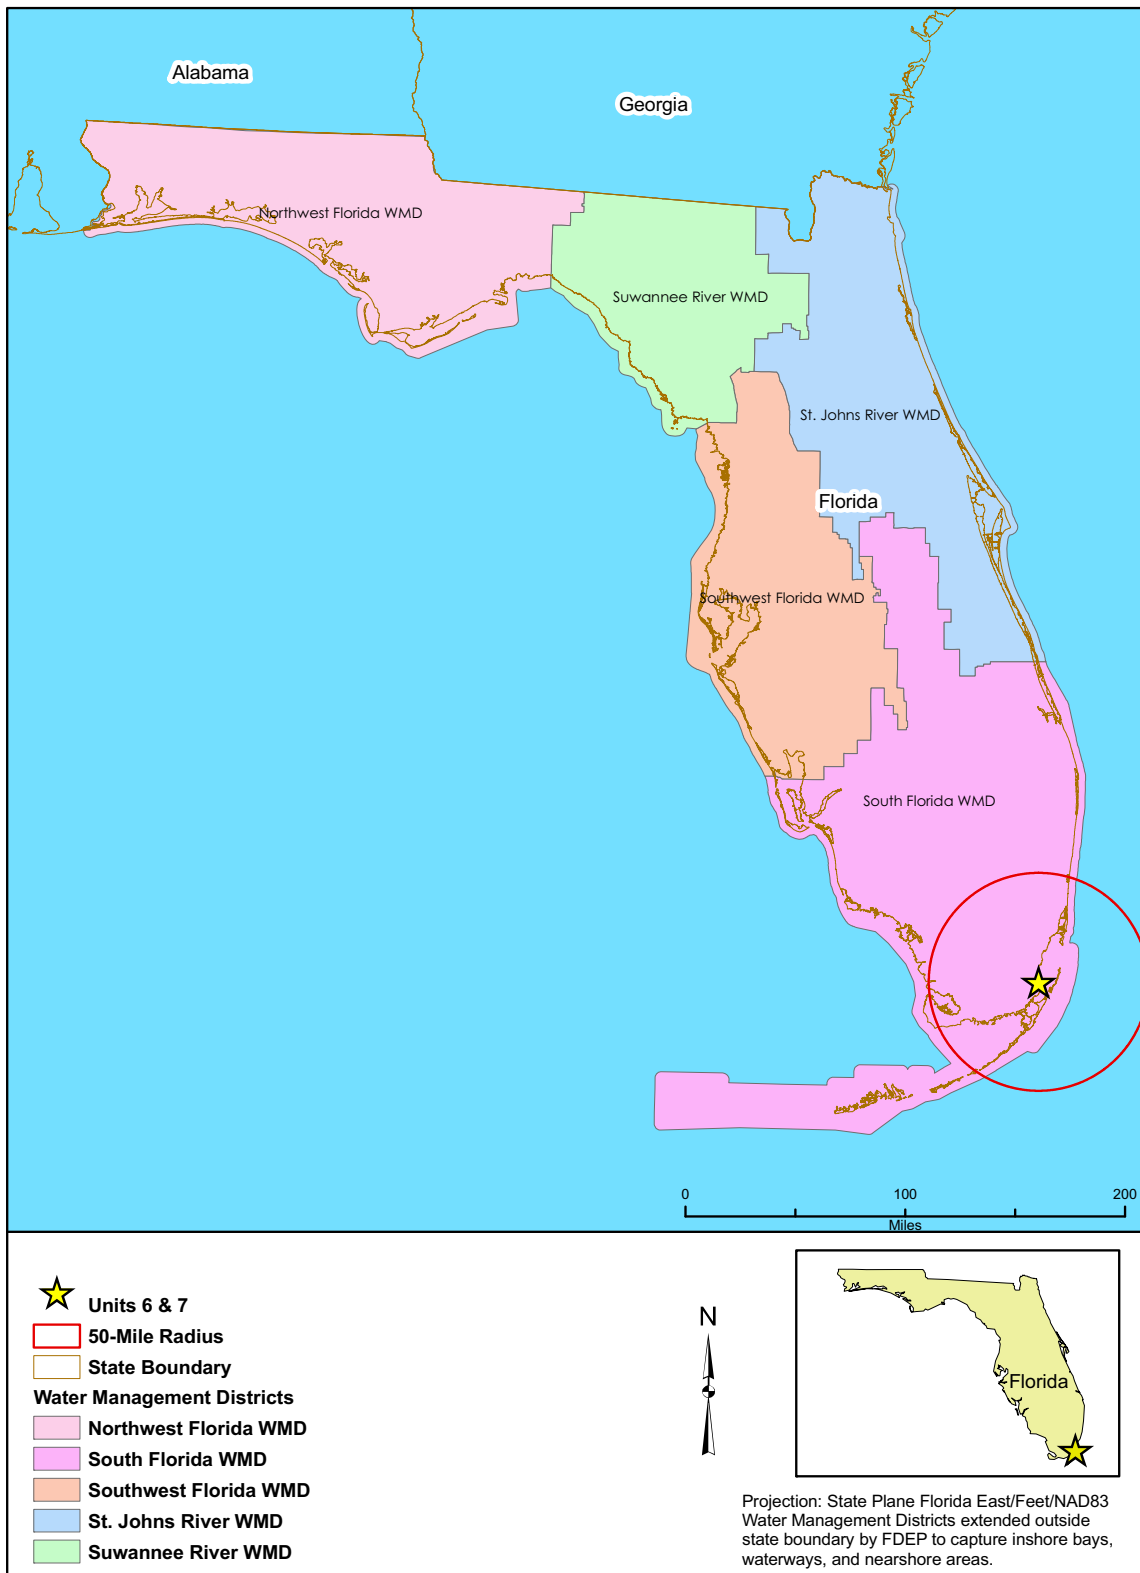 Alabama
Georgia
Northwest Florida WMD
Suwannee River WMD
St. Johns River WMD
Florida
Southwest Florida WMD
South Florida WMD
0 100 200
Miles
Units 6 & 7
50-Mile Radius
State Boundary
Water Management Districts
Northwest Florida WMD
South Florida WMD
Southwest Florida WMD
St. Johns River WMD
Suwannee River WMD
N
Florida
Projection: State Plane Florida East/Feet/NAD83
Water Management Districts extended outside
state boundary by FDEP to capture inshore bays,
waterways, and nearshore areas.